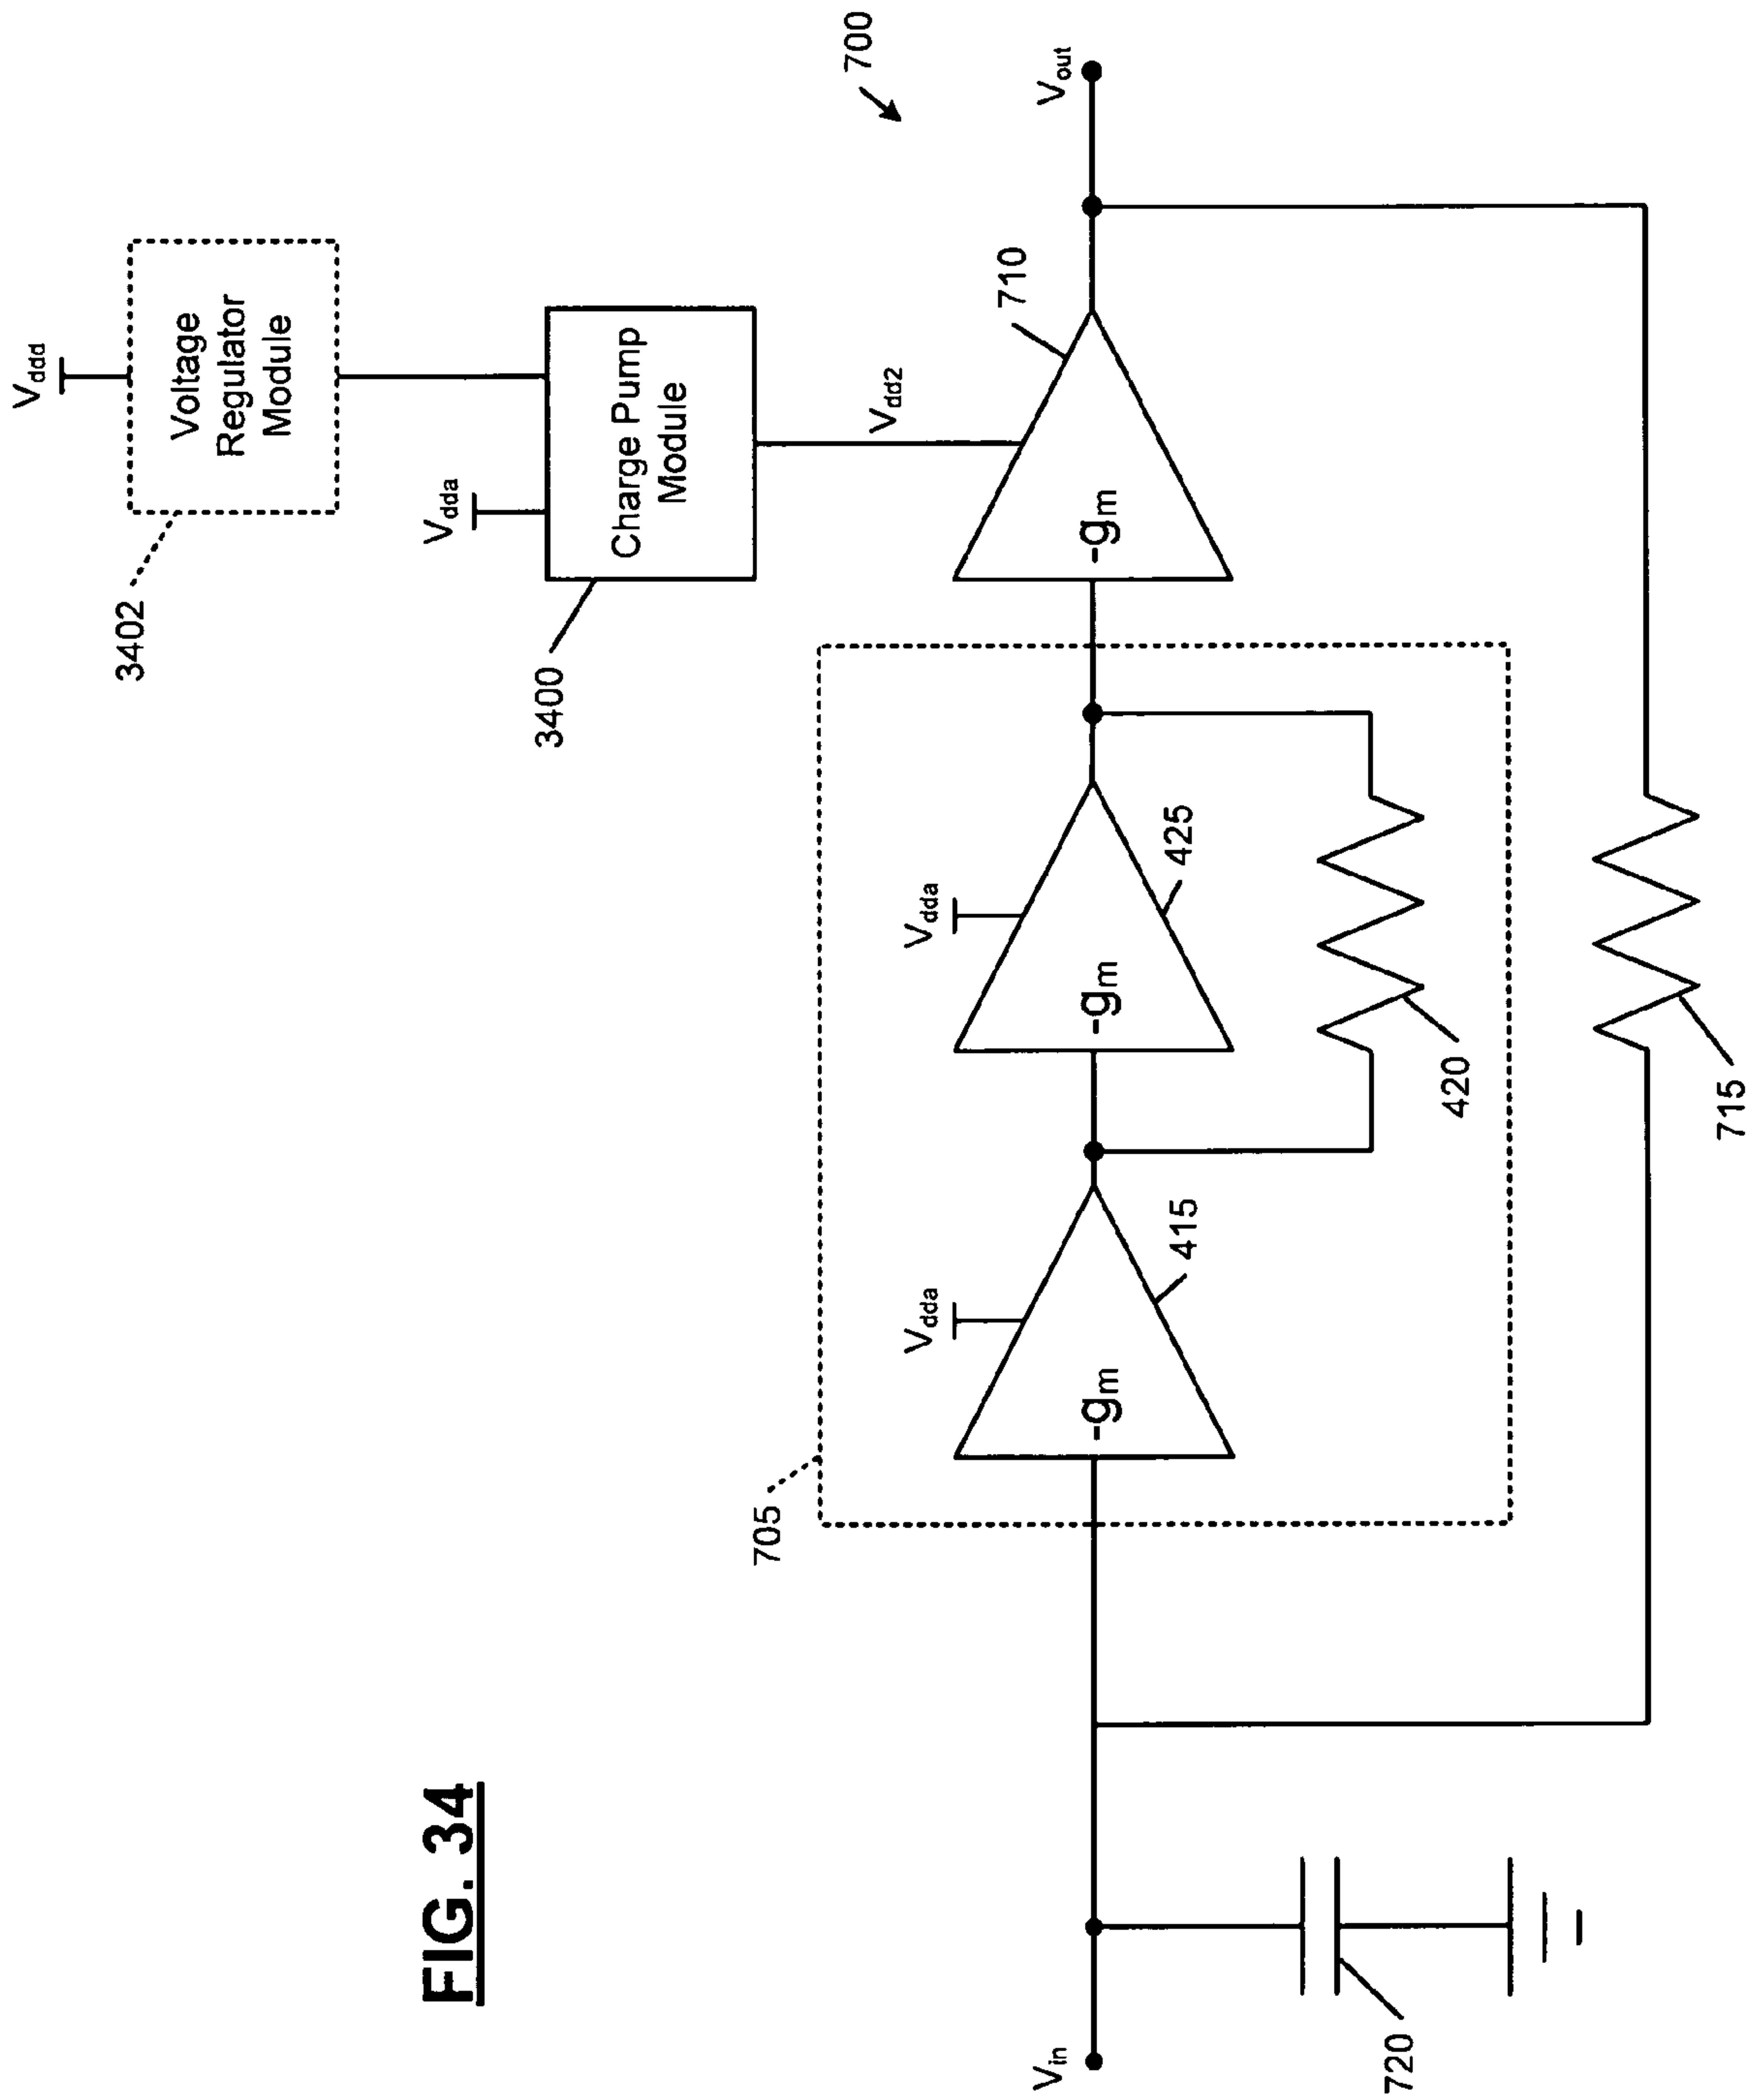 FIG. 34
Vddd
Voltage
Regulator
Module
3402
Vdda
Charge Pump
Module
3400
Vdd2
700
Vin
720
705
Vdda
-gm
415
Vdda
-gm
425
420
-gm
710
Vout
715